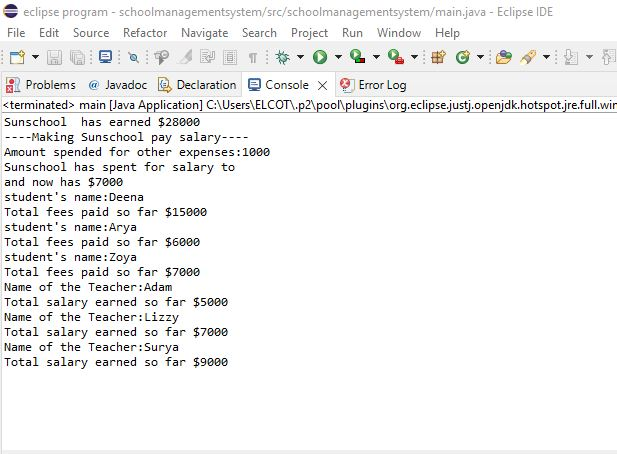 eclipse program - schoolmanagementsystem/src/schoolmanagementsystem/main.java - Eclipse IDE
File Edit Source Refactor Navigate Search Project Run Window Help
Problems @ Javadoc Declaration Console Error Log
<terminated> main [Java Application] C:\Users\ELCOT\.p2\pool\plugins\org.eclipse.justj.openjdk.hotspot.jre.full.win
Sunschool  has earned $28000
----Making Sunschool pay salary----
Amount spended for other expenses:1000
Sunschool has spent for salary to
and now has $7000
student's name:Deena
Total fees paid so far $15000
student's name:Arya
Total fees paid so far $6000
student's name:Zoya
Total fees paid so far $7000
Name of the Teacher:Adam
Total salary earned so far $5000
Name of the Teacher:Lizzy
Total salary earned so far $7000
Name of the Teacher:Surya
Total salary earned so far $9000